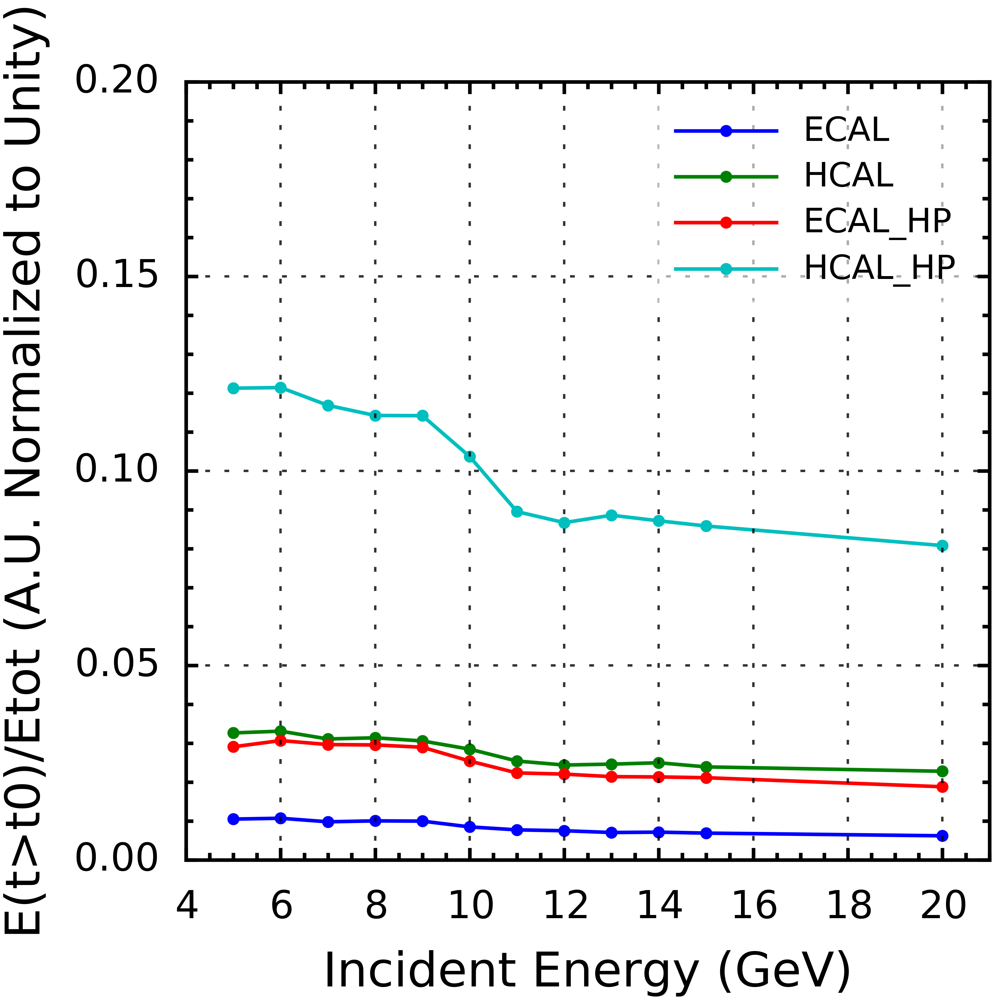 E(t>t0)/Etot (A.U. Normalized to Unity)
0.20
0.15
0.10
0.05
0.00
ECAL
HCAL
ECAL_HP
HCAL_HP
4 6 8 10 12 14 16 18 20
Incident Energy (GeV)